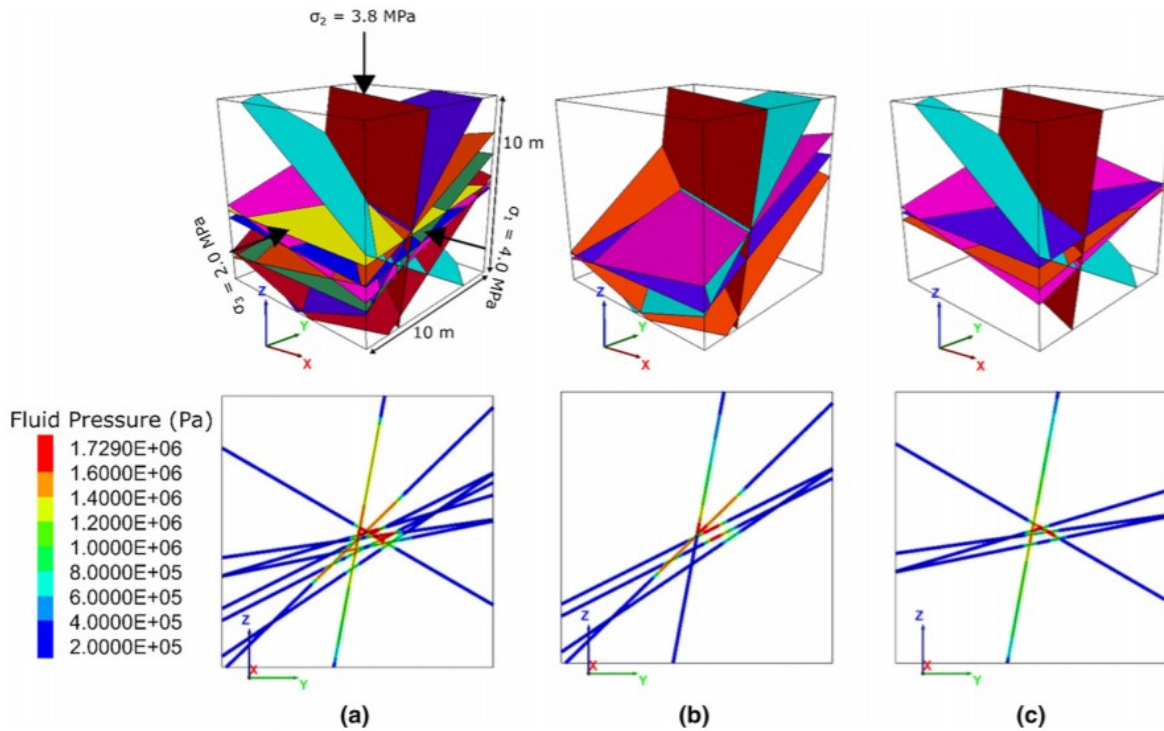 σ₂ = 3.8 MPa
10 m
σ₁ = 4.0 MPa
σ₃ = 2.0 MPa
10 m
Z
Y
X
Z
Y
X
Z
Y
X
Fluid Pressure (Pa)
1.7290E+06
1.6000E+06
1.4000E+06
1.2000E+06
1.0000E+06
8.0000E+05
6.0000E+05
4.0000E+05
2.0000E+05
Z
X
Y
Z
X
Y
Z
X
Y
(a)
(b)
(c)